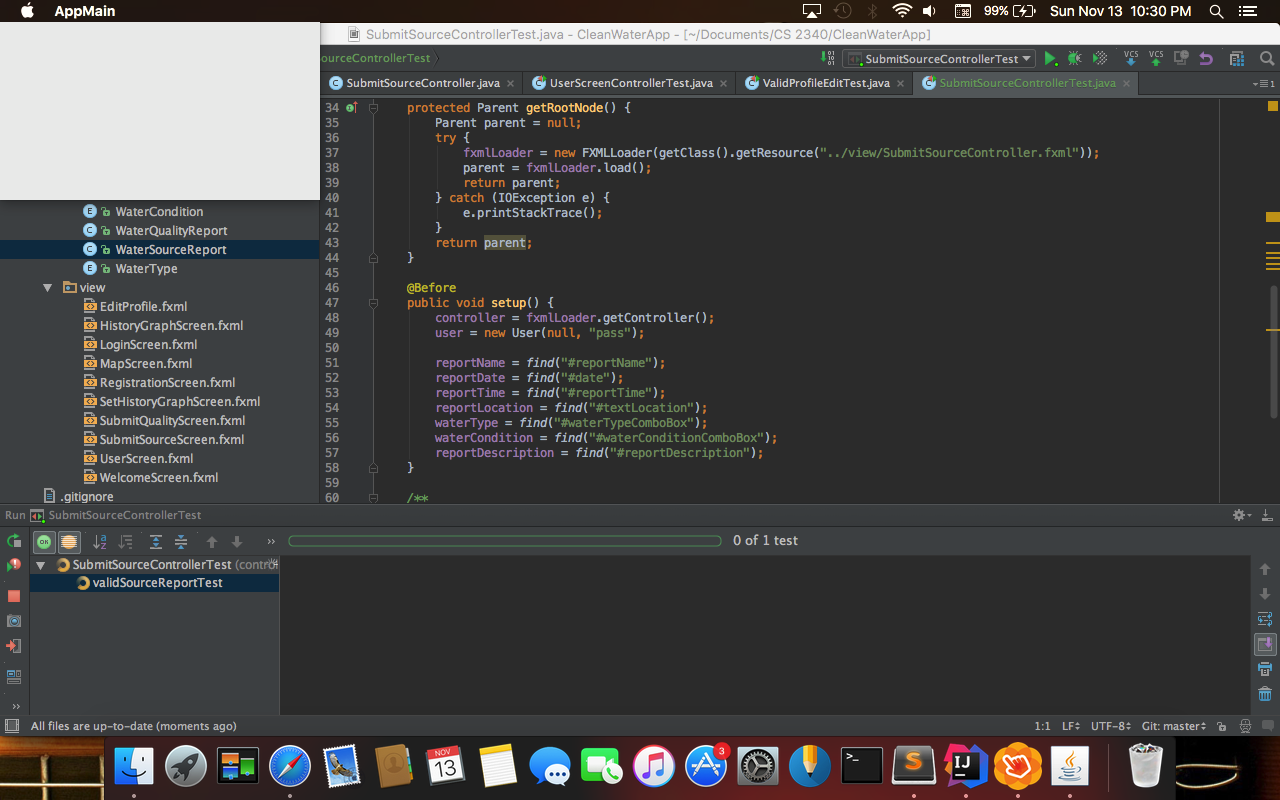 AppMain
99%
Sun Nov 13 10:30 PM
SubmitSourceControllerTest.java - CleanWaterApp - [~/Documents/CS 2340/CleanWaterApp]
ourceControllerTest
SubmitSourceControllerTest
VCS
VCS
SubmitSourceController.java
UserScreenControllerTest.java
ValidProfileEditTest.java
SubmitSourceControllerTest.java
34 protected Parent getRootNode() {
35 Parent parent = null;
36 try {
37 fxmlLoader = new FXMLLoader(getClass().getResource("../view/SubmitSourceController.fxml"));
38 parent = fxmlLoader.load();
39 return parent;
40 } catch (IOException e) {
41 e.printStackTrace();
42 }
43 return parent;
44 }
45
46 @Before
47 public void setup() {
48 controller = fxmlLoader.getController();
49 user = new User(null, "pass");
50
51 reportName = find("#reportName");
52 reportDate = find("#date");
53 reportTime = find("#reportTime");
54 reportLocation = find("#textLocation");
55 waterType = find("#waterTypeComboBox");
56 waterCondition = find("#waterConditionComboBox");
57 reportDescription = find("#reportDescription");
58 }
59
60 /**
E WaterCondition
C WaterQualityReport
C WaterSourceReport
E WaterType
view
EditProfile.fxml
HistoryGraphScreen.fxml
LoginScreen.fxml
MapScreen.fxml
RegistrationScreen.fxml
SetHistoryGraphScreen.fxml
SubmitQualityScreen.fxml
SubmitSourceScreen.fxml
UserScreen.fxml
WelcomeScreen.fxml
.gitignore
Run SubmitSourceControllerTest
OK
0 of 1 test
SubmitSourceControllerTest (contro
validSourceReportTest
All files are up-to-date (moments ago)
1:1 LF UTF-8 Git: master
NOV
13
3
S
IJ